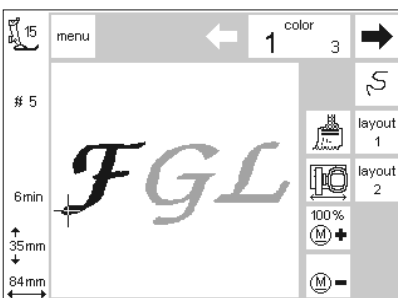 15
menu
color
1 3
# 5
layout
1
layout
2
FGL
6min
100%
M +
35mm
M -
84mm